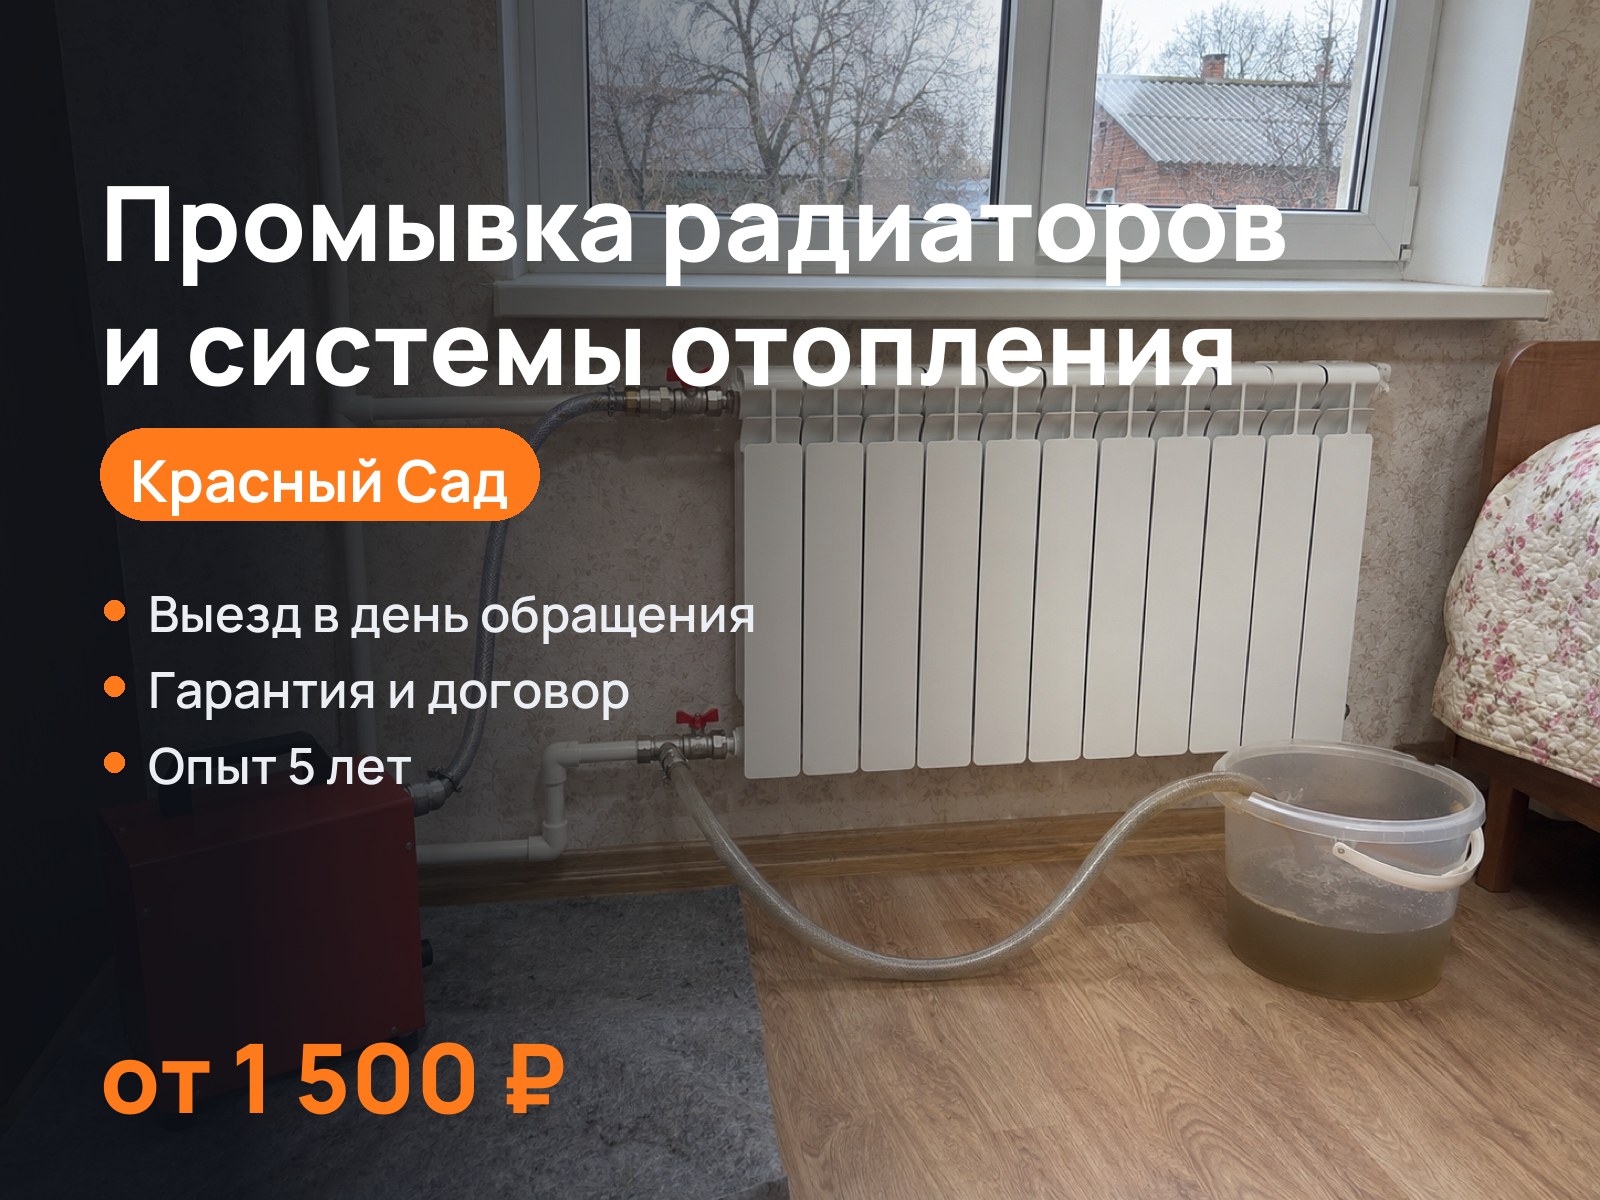 Промывка радиаторов
и системы отопления
Красный Сад
Выезд в день обращения
Гарантия и договор
Опыт 5 лет
от 1 500 ₽